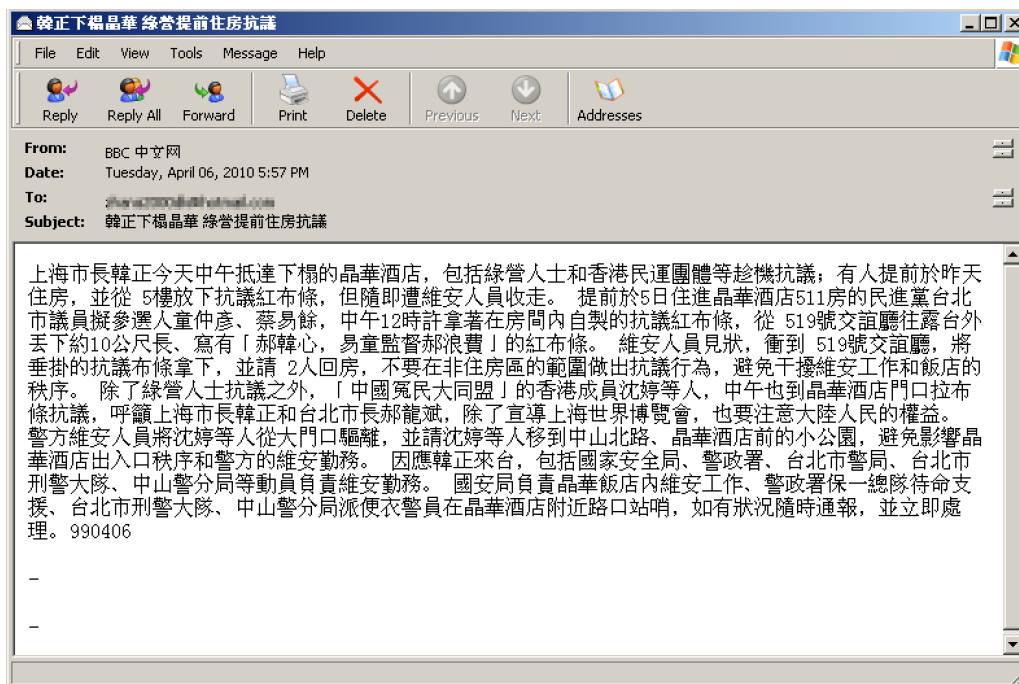 韓正下榻晶華 綠營提前住房抗議
File Edit View Tools Message Help
Reply Reply All Forward Print Delete Previous Next Addresses
From: BBC 中文网
Date: Tuesday, April 06, 2010 5:57 PM
To:
Subject: 韓正下榻晶華 綠營提前住房抗議
上海市長韓正今天中午抵達下榻的晶華酒店，包括綠營人士和香港民運團體等趁機抗議；有人提前於昨天
住房，並從 5樓放下抗議紅布條，但隨即遭維安人員收走。 提前於5日住進晶華酒店511房的民進黨台北
市議員擬參選人童仲彥、蔡易餘，中午12時許拿著在房間內自製的抗議紅布條，從 519號交誼廳往露台外
丟下約10公尺長、寫有「郝韓心，易童監督郝浪費」的紅布條。 維安人員見狀，衝到 519號交誼廳，將
垂掛的抗議布條拿下，並請 2人回房，不要在非住房區的範圍做出抗議行為，避免干擾維安工作和飯店的
秩序。 除了綠營人士抗議之外，「中國冤民大同盟」的香港成員沈婷等人，中午也到晶華酒店門口拉布
條抗議，呼籲上海市長韓正和台北市長郝龍斌，除了宣導上海世界博覽會，也要注意大陸人民的權益。
警方維安人員將沈婷等人從大門口驅離，並請沈婷等人移到中山北路、晶華酒店前的小公園，避免影響晶
華酒店出入口秩序和警方的維安勤務。 因應韓正來台，包括國家安全局、警政署、台北市警局、台北市
刑警大隊、中山警分局等動員負責維安勤務。 國安局負責晶華飯店內維安工作、警政署保一總隊待命支
援、台北市刑警大隊、中山警分局派便衣警員在晶華酒店附近路口站哨，如有狀況隨時通報，並立即處
理。990406
–
–